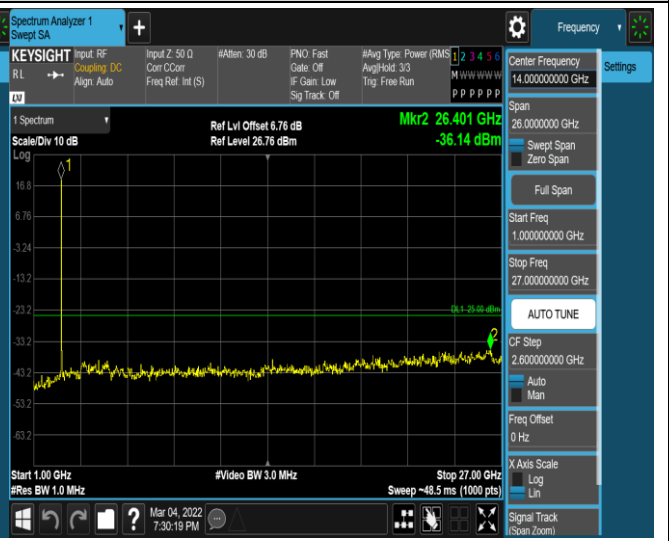 Spectrum Analyzer 1
Swept SA
+
Frequency
KEYSIGHT
RL
LXI
Input: RF
Coupling: DC
Align: Auto
Input Z: 50 Ω
Corr CCorr
Freq Ref: Int (S)
#Atten: 30 dB
PNO: Fast
Gate: Off
IF Gain: Low
Sig Track: Off
#Avg Type: Power (RMS
Avg|Hold: 3/3
Trig: Free Run
1 2 3 4 5 6
M W W W W W
P P P P P P
Settings
1 Spectrum
Scale/Div 10 dB
Log
Ref Lvl Offset 6.76 dB
Ref Level 26.76 dBm
Mkr2 26.401 GHz
-36.14 dBm
1
16.8
6.76
-3.24
-13.2
-23.2
DL1 -25.00 dBm
2
-33.2
-43.2
-53.2
-63.2
Start 1.00 GHz
#Res BW 1.0 MHz
#Video BW 3.0 MHz
Stop 27.00 GHz
Sweep ~48.5 ms (1000 pts)
Center Frequency
14.000000000 GHz
Span
26.0000000 GHz
Swept Span
Zero Span
Full Span
Start Freq
1.000000000 GHz
Stop Freq
27.000000000 GHz
AUTO TUNE
CF Step
2.600000000 GHz
Auto
Man
Freq Offset
0 Hz
X Axis Scale
Log
Lin
Signal Track
(Span Zoom)
?
Mar 04, 2022
7:30:19 PM